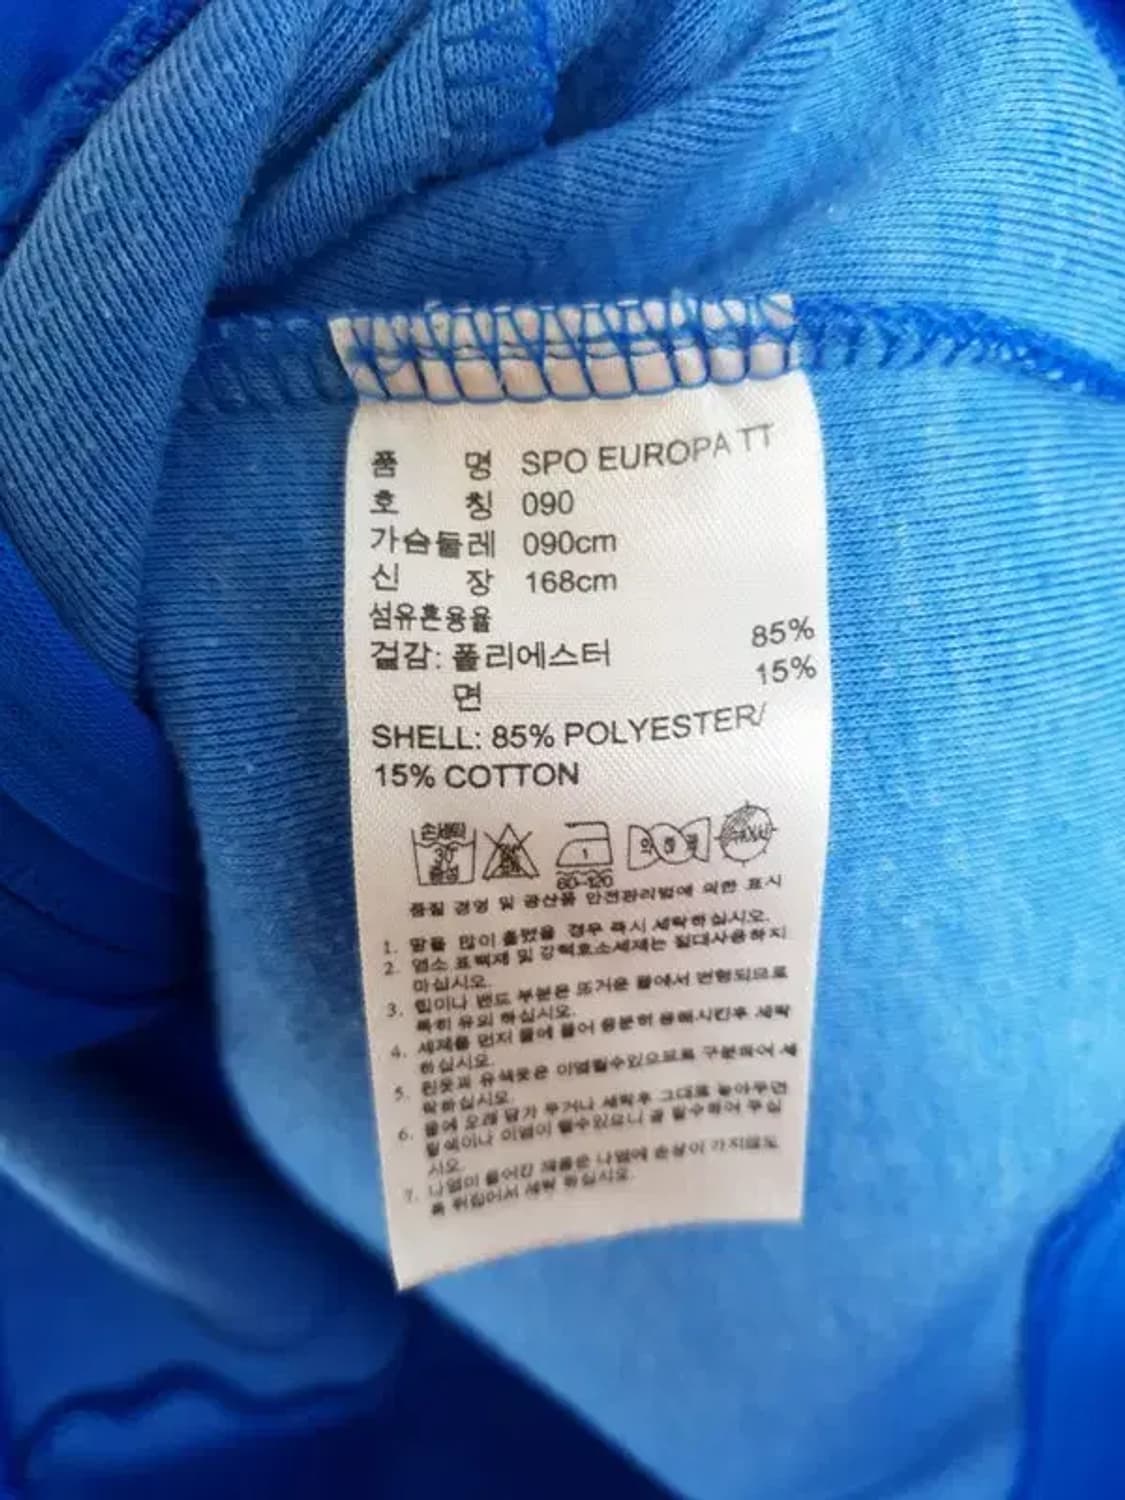 품 명 SPO EUROPA TT
호 칭 090
가슴둘레 090cm
신 장 168cm
섬유혼용율
겉감: 폴리에스터 85%
면 15%
SHELL: 85% POLYESTER/
15% COTTON
손세탁
30°
중성
1
60-120
약하게
품질 경영 및 공산품 안전관리법에 의한 표시
1. 땀을 많이 흘렸을 경우 즉시 세탁하십시오.
2. 염소 표백제 및 강력효소세제는 절대사용하지
마십시오.
3. 립이나 밴드 부분은 뜨거운 물에서 변형되므로
특히 유의 하십시오.
4. 세제를 먼저 물에 풀어 충분히 용해시킨후 세탁
하십시오.
5. 흰옷과 유색옷은 이염될수있으므로 구분하여 세
탁하십시오.
6. 물에 오래 담가 두거나 세탁후 그대로 놓아두면
탈색이나 이염이 될수있으니
시오.
7. 나염이 들어간 제품은 나염에 손상이 가지않도
록 뒤집어서 세탁 하십시오.